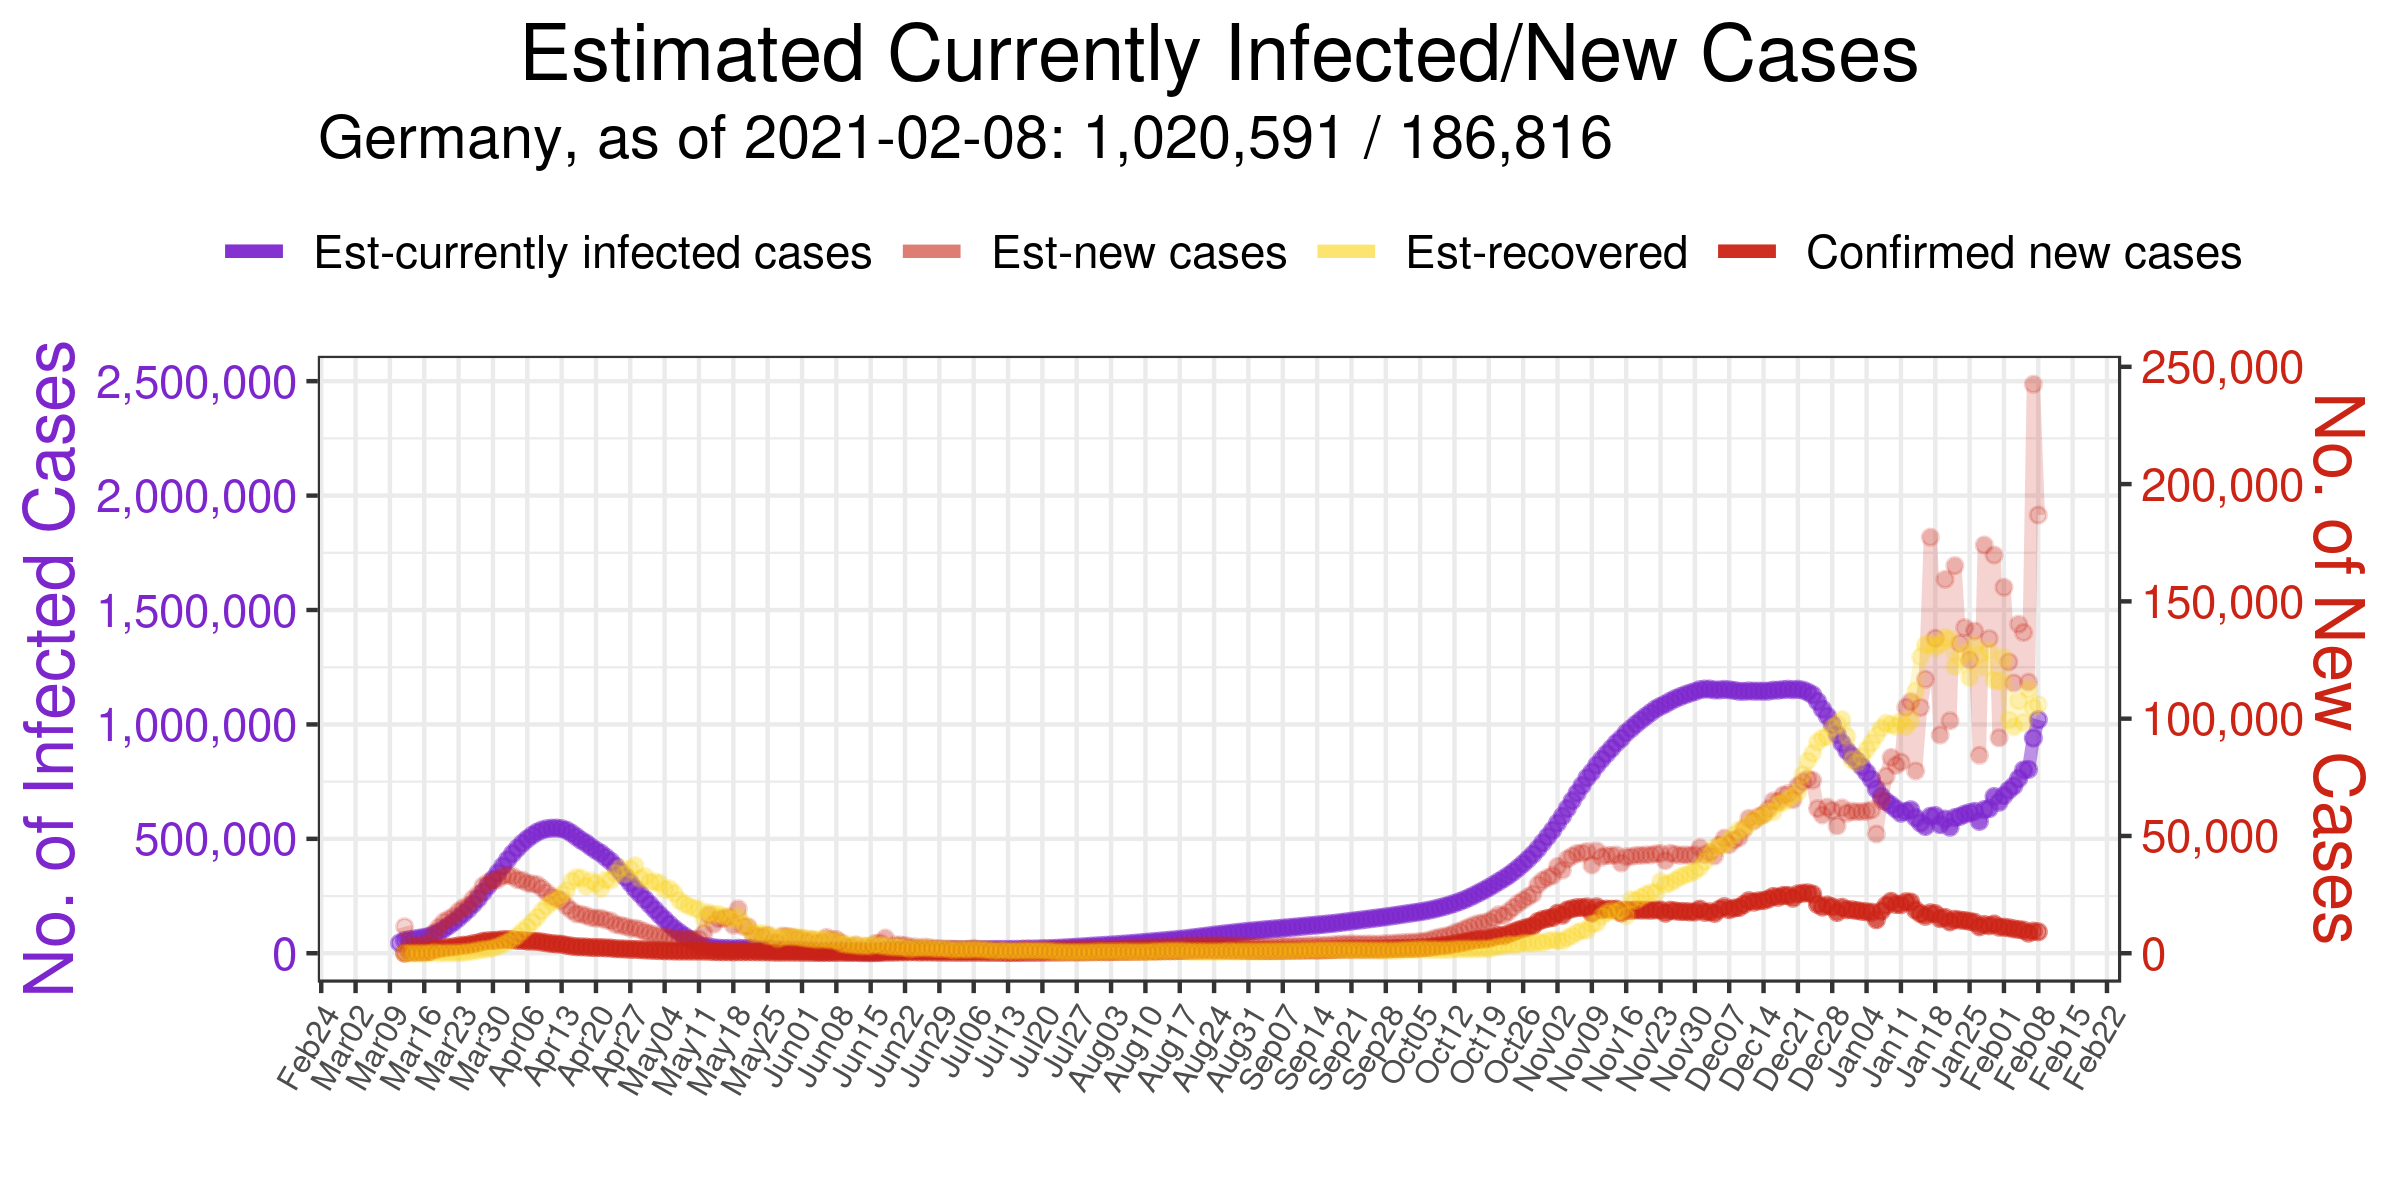 Estimated Currently Infected/New Cases
Germany, as of 2021-02-08: 1,020,591 / 186,816
Est-currently infected cases
Est-new cases
Est-recovered
Confirmed new cases
No. of Infected Cases
2,500,000
2,000,000
1,500,000
1,000,000
500,000
0
250,000
200,000
150,000
100,000
50,000
0
No. of New Cases
Feb24
Mar02
Mar09
Mar16
Mar23
Mar30
Apr06
Apr13
Apr20
Apr27
May04
May11
May18
May25
Jun01
Jun08
Jun15
Jun22
Jun29
Jul06
Jul13
Jul20
Jul27
Aug03
Aug10
Aug17
Aug24
Aug31
Sep07
Sep14
Sep21
Sep28
Oct05
Oct12
Oct19
Oct26
Nov02
Nov09
Nov16
Nov23
Nov30
Dec07
Dec14
Dec21
Dec28
Jan04
Jan11
Jan18
Jan25
Feb01
Feb08
Feb15
Feb22